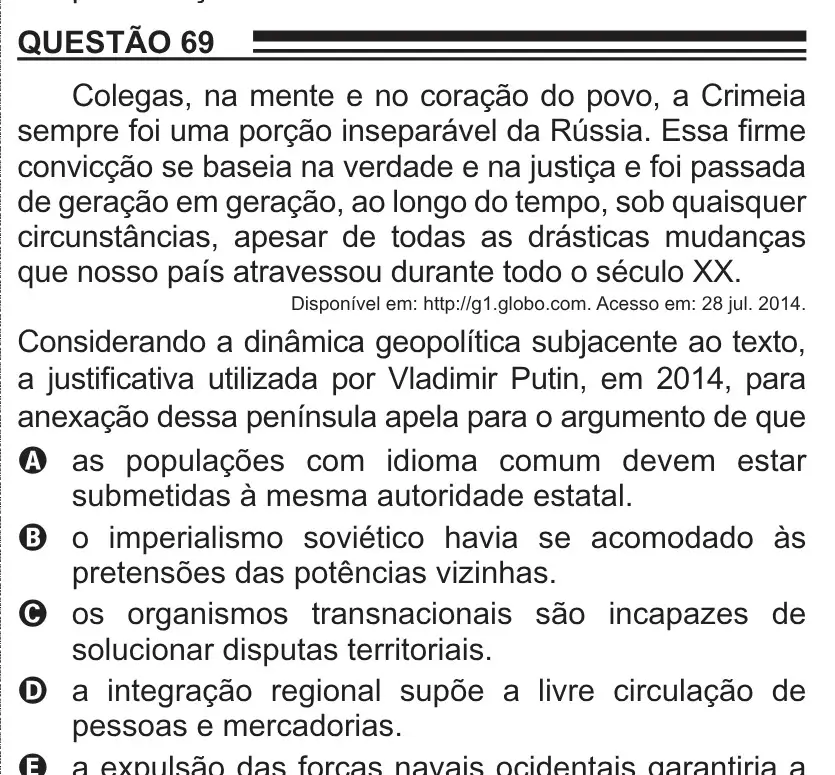 QUESTÃO 69
Colegas, na mente e no coração do povo, a Crimeia
sempre foi uma porção inseparável da Rússia. Essa firme
convicção se baseia na verdade e na justiça e foi passada
de geração em geração, ao longo do tempo, sob quaisquer
circunstâncias, apesar de todas as drásticas mudanças
que nosso país atravessou durante todo o século XX.
Disponível em: http://g1.globo.com. Acesso em: 28 jul. 2014.
Considerando a dinâmica geopolítica subjacente ao texto,
a justificativa utilizada por Vladimir Putin, em 2014, para
anexação dessa península apela para o argumento de que
A as populações com idioma comum devem estar
submetidas à mesma autoridade estatal.
B o imperialismo soviético havia se acomodado às
pretensões das potências vizinhas.
C os organismos transnacionais são incapazes de
solucionar disputas territoriais.
D a integração regional supõe a livre circulação de
pessoas e mercadorias.
E a expulsão das forças navais ocidentais garantiria a